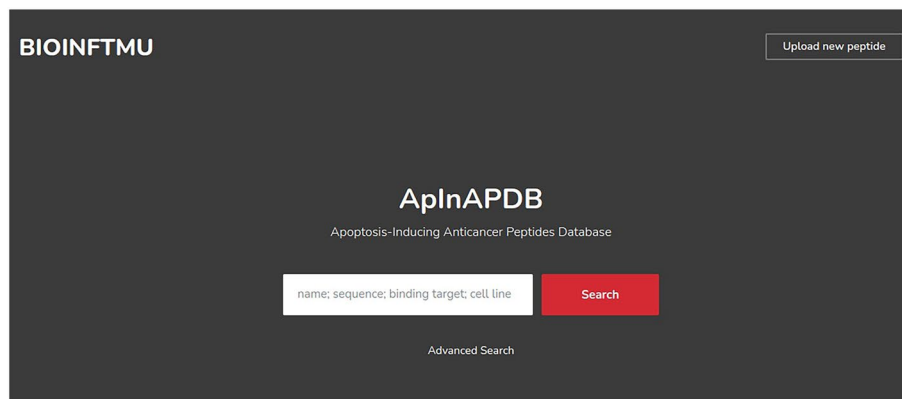 BIOINFTMU
Upload new peptide
ApInAPDB
Apoptosis-Inducing Anticancer Peptides Database
name; sequence; binding target; cell line
Search
Advanced Search